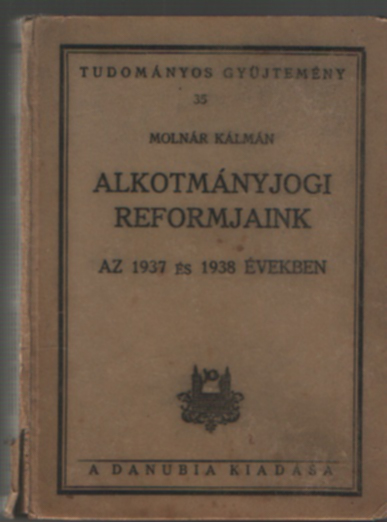 TUDOMÁNYOS GYŰJTEMÉNY
35
MOLNÁR KÁLMÁN
ALKOTMÁNYJOGI
REFORMJAINK
AZ 1937 ÉS 1938 ÉVEKBEN
A DANUBIA KIADÁSA